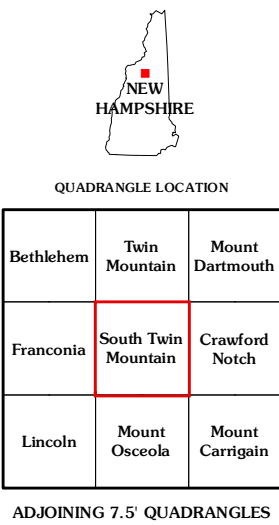 NEW
HAMPSHIRE
QUADRANGLE LOCATION
Bethlehem
Twin
Mountain
Mount
Dartmouth
Franconia
South Twin
Mountain
Crawford
Notch
Lincoln
Mount
Osceola
Mount
Carrigain
ADJOINING 7.5' QUADRANGLES